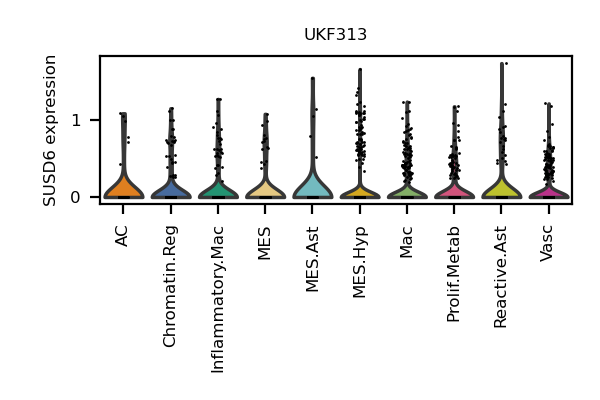 UKF313
SUSD6 expression
1
0
AC
Chromatin.Reg
Inflammatory.Mac
MES
MES.Ast
MES.Hyp
Mac
Prolif.Metab
Reactive.Ast
Vasc